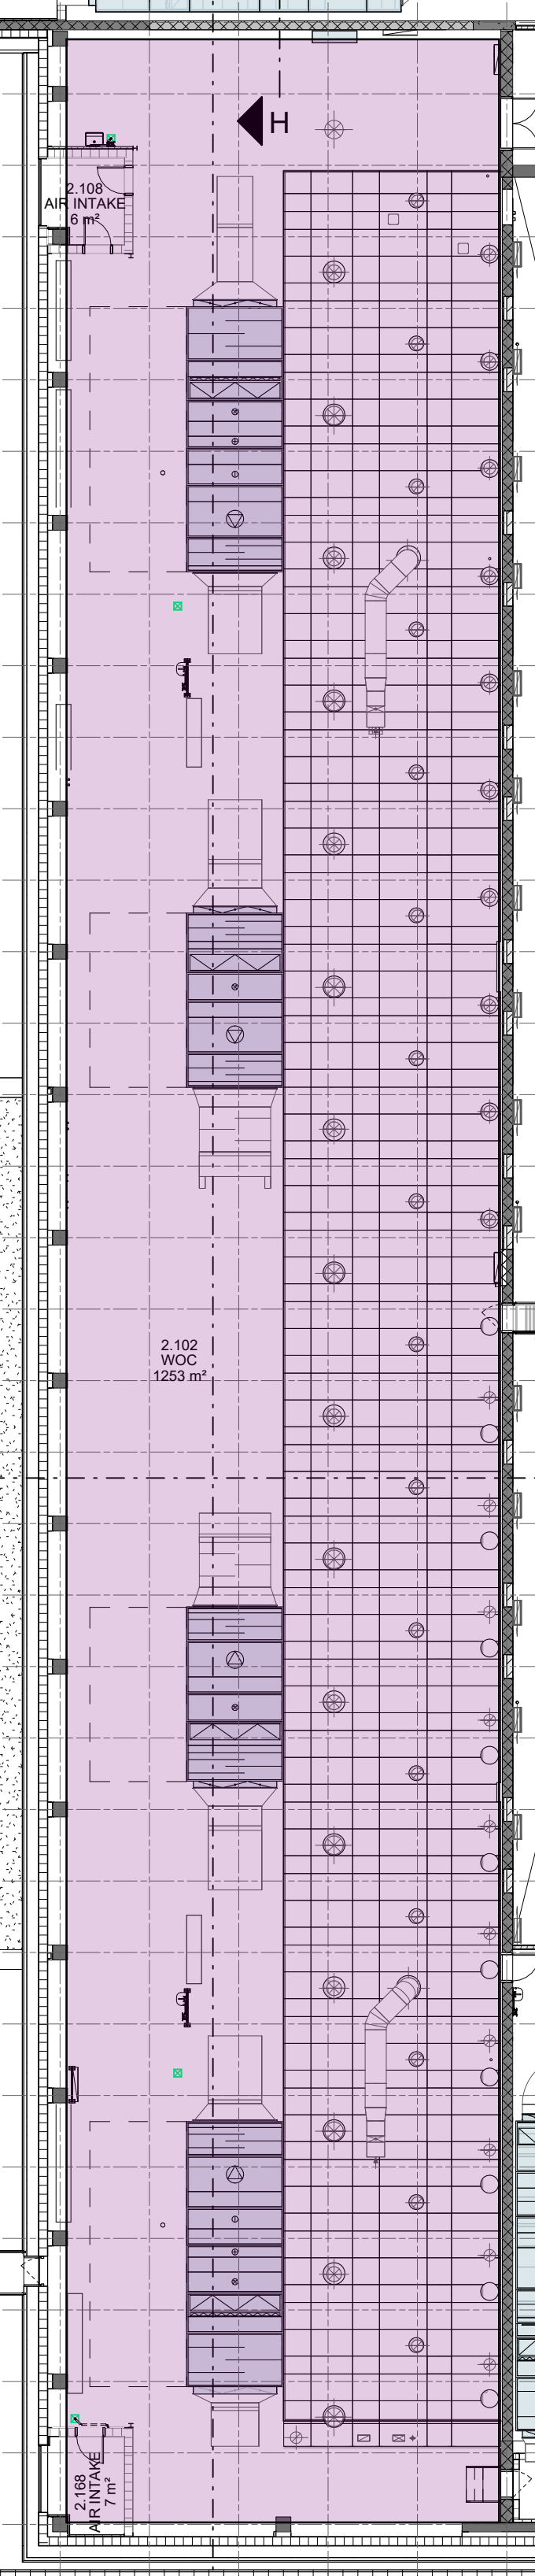 H
2.108
AIR INTAKE
6 m²
2.102
WOC
1253 m²
2.168
AIR INTAKE
7 m²